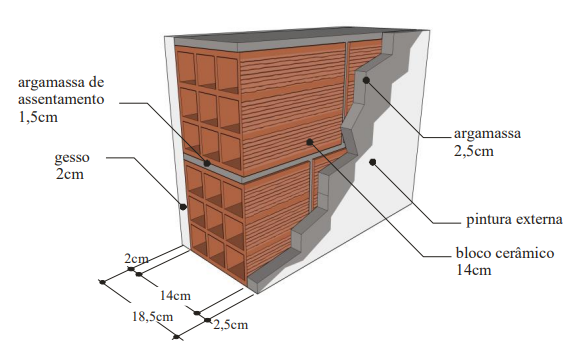 argamassa de
assentamento
1,5cm
gesso
2cm
argamassa
2,5cm
pintura externa
bloco cerâmico
14cm
2cm
14cm
18,5cm
2,5cm